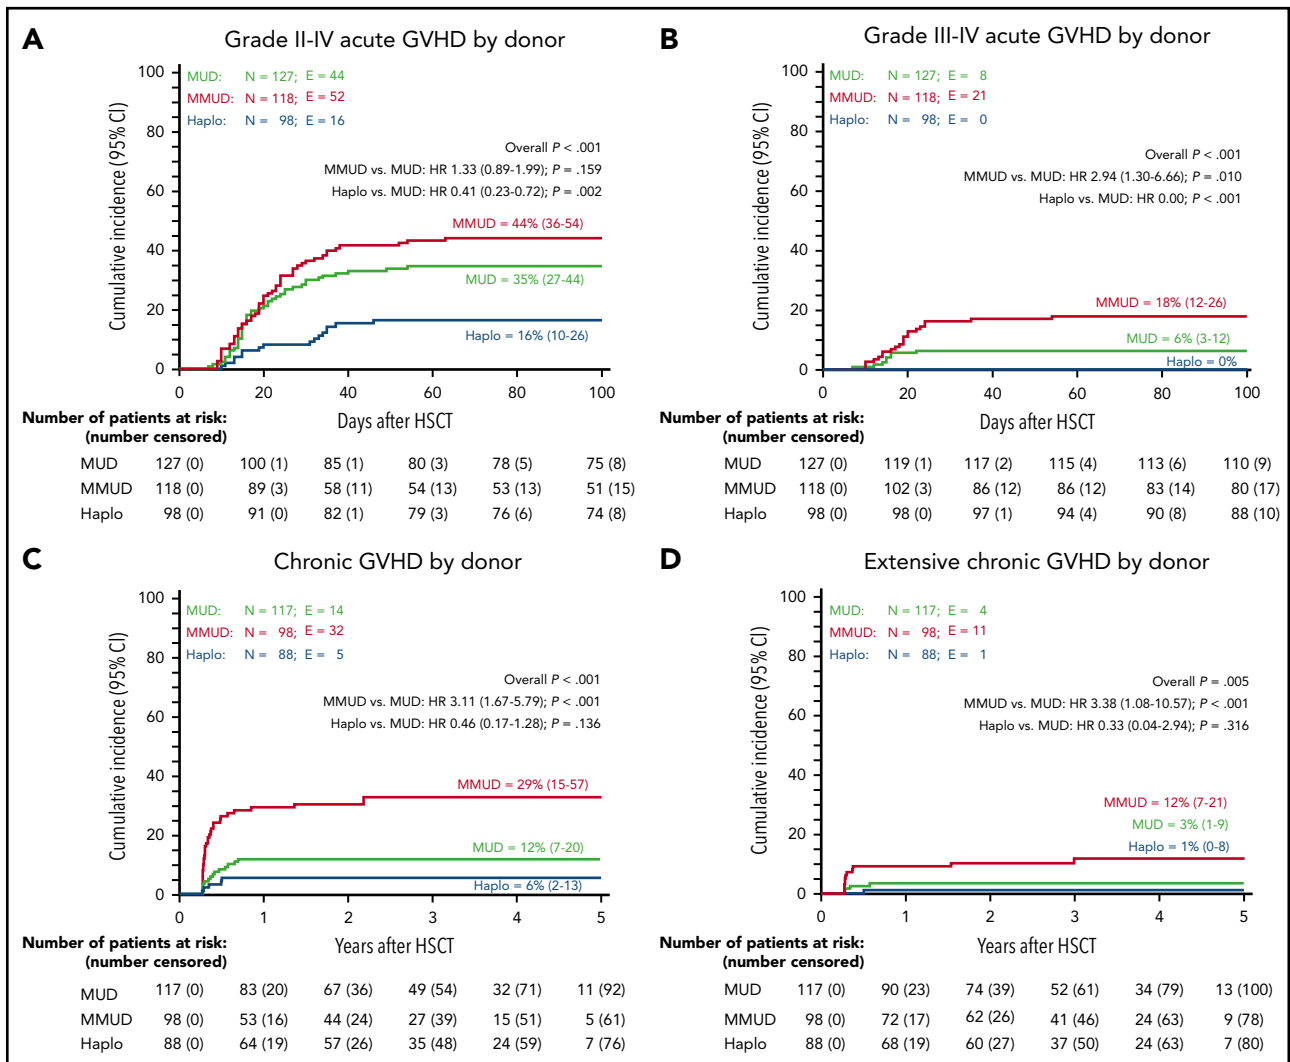 A
Grade II-IV acute GVHD by donor
Cumulative incidence (95% CI)
100
80
60
40
20
0
MUD: N = 127; E = 44
MMUD: N = 118; E = 52
Haplo: N = 98; E = 16
Overall P < .001
MMUD vs. MUD: HR 1.33 (0.89-1.99); P = .159
Haplo vs. MUD: HR 0.41 (0.23-0.72); P = .002
MMUD = 44% (36-54)
MUD = 35% (27-44)
Haplo = 16% (10-26)
0 20 40 60 80 100
Days after HSCT
Number of patients at risk:
(number censored)
MUD 127 (0) 100 (1) 85 (1) 80 (3) 78 (5) 75 (8)
MMUD 118 (0) 89 (3) 58 (11) 54 (13) 53 (13) 51 (15)
Haplo 98 (0) 91 (0) 82 (1) 79 (3) 76 (6) 74 (8)
B
Grade III-IV acute GVHD by donor
Cumulative incidence (95% CI)
100
80
60
40
20
0
MUD: N = 127; E = 8
MMUD: N = 118; E = 21
Haplo: N = 98; E = 0
Overall P < .001
MMUD vs. MUD: HR 2.94 (1.30-6.66); P = .010
Haplo vs. MUD: HR 0.00; P < .001
MMUD = 18% (12-26)
MUD = 6% (3-12)
Haplo = 0%
0 20 40 60 80 100
Days after HSCT
Number of patients at risk:
(number censored)
MUD 127 (0) 119 (1) 117 (2) 115 (4) 113 (6) 110 (9)
MMUD 118 (0) 102 (3) 86 (12) 86 (12) 83 (14) 80 (17)
Haplo 98 (0) 98 (0) 97 (1) 94 (4) 90 (8) 88 (10)
C
Chronic GVHD by donor
Cumulative incidence (95% CI)
100
80
60
40
20
0
MUD: N = 117; E = 14
MMUD: N = 98; E = 32
Haplo: N = 88; E = 5
Overall P < .001
MMUD vs. MUD: HR 3.11 (1.67-5.79); P < .001
Haplo vs. MUD: HR 0.46 (0.17-1.28); P = .136
MMUD = 29% (15-57)
MUD = 12% (7-20)
Haplo = 6% (2-13)
0 1 2 3 4 5
Years after HSCT
Number of patients at risk:
(number censored)
MUD 117 (0) 83 (20) 67 (36) 49 (54) 32 (71) 11 (92)
MMUD 98 (0) 53 (16) 44 (24) 27 (39) 15 (51) 5 (61)
Haplo 88 (0) 64 (19) 57 (26) 35 (48) 24 (59) 7 (76)
D
Extensive chronic GVHD by donor
Cumulative incidence (95% CI)
100
80
60
40
20
0
MUD: N = 117; E = 4
MMUD: N = 98; E = 11
Haplo: N = 88; E = 1
Overall P = .005
MMUD vs. MUD: HR 3.38 (1.08-10.57); P < .001
Haplo vs. MUD: HR 0.33 (0.04-2.94); P = .316
MMUD = 12% (7-21)
MUD = 3% (1-9)
Haplo = 1% (0-8)
0 1 2 3 4 5
Years after HSCT
Number of patients at risk:
(number censored)
MUD 117 (0) 90 (23) 74 (39) 52 (61) 34 (79) 13 (100)
MMUD 98 (0) 72 (17) 62 (26) 41 (46) 24 (63) 9 (78)
Haplo 88 (0) 68 (19) 60 (27) 37 (50) 24 (63) 7 (80)